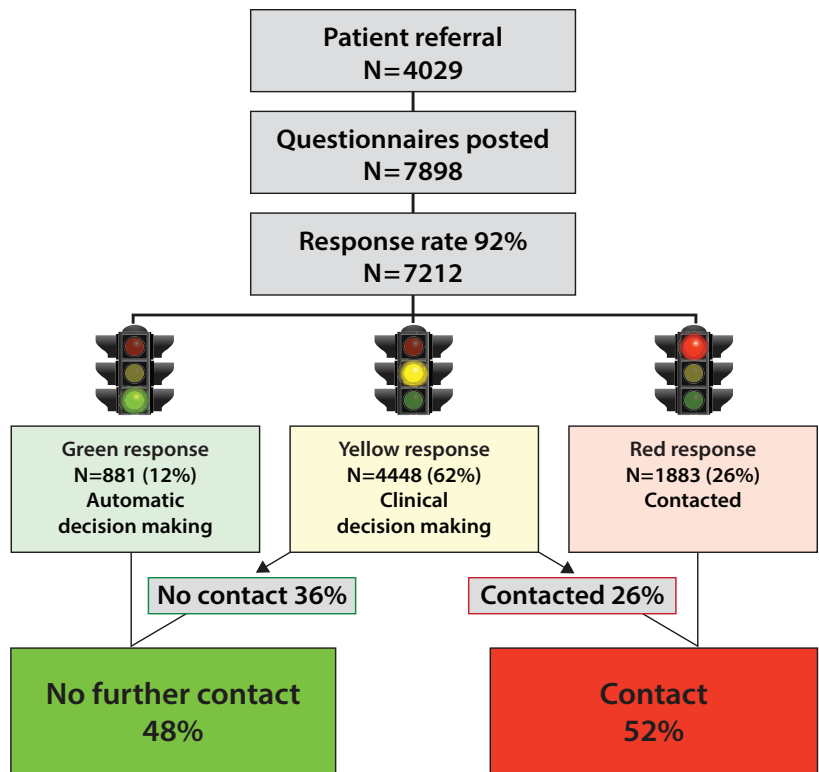 Patient referral
N=4029
Questionnaires posted
N=7898
Response rate 92%
N=7212
Green response
N=881 (12%)
Automatic
decision making
Yellow response
N=4448 (62%)
Clinical
decision making
Red response
N=1883 (26%)
Contacted
No contact 36%
Contacted 26%
No further contact
48%
Contact
52%